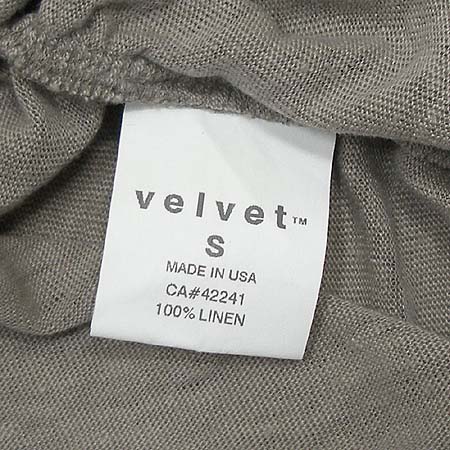 velvet™
S
MADE IN USA
CA#42241
100% LINEN